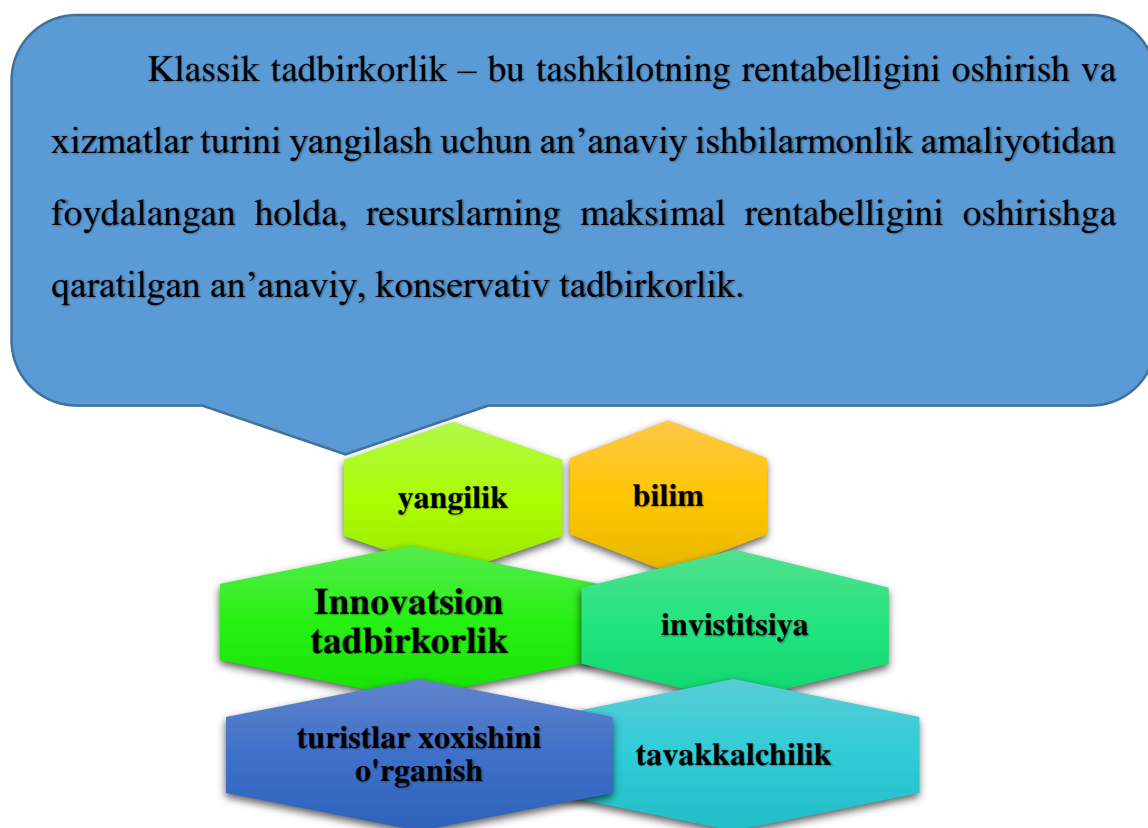 Klassik tadbirkorlik – bu tashkilotning rentabelligini oshirish va
xizmatlar turini yangilash uchun an’anaviy ishbilarmonlik amaliyotidan
foydalangan holda, resurslarning maksimal rentabelligini oshirishga
qaratilgan an’anaviy, konservativ tadbirkorlik.
yangilik
bilim
Innovatsion
tadbirkorlik
invistitsiya
turistlar xoxishini
o'rganish
tavakkalchilik